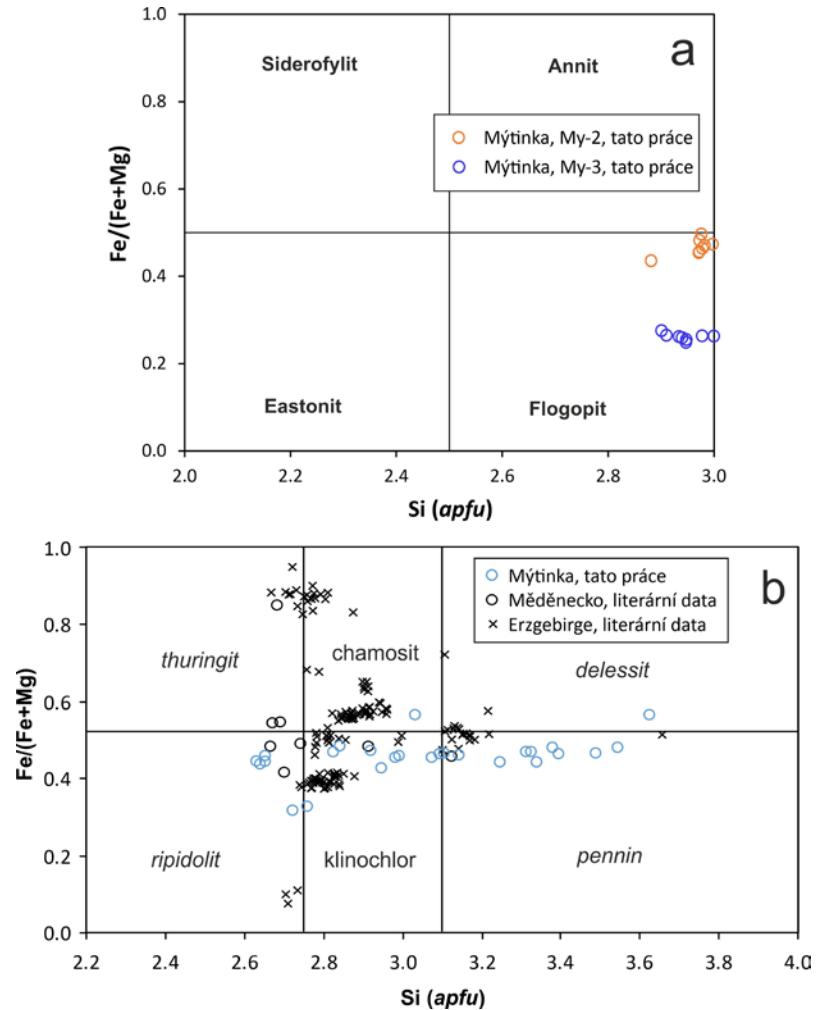 a
1.0
Siderofylit
Annit
0.8
Mýtinka, My-2, tato práce
Mýtinka, My-3, tato práce
0.6
Fe/(Fe+Mg)
0.4
0.2
Eastonit
Flogopit
0.0
2.0
2.2
2.4
2.6
2.8
3.0
Si (apfu)
b
1.0
Mýtinka, tato práce
Měděnecko, literární data
Erzgebirge, literární data
0.8
thuringit
chamosit
delessit
0.6
Fe/(Fe+Mg)
0.4
0.2
ripidolit
klinochlor
pennin
0.0
2.2
2.4
2.6
2.8
3.0
3.2
3.4
3.6
3.8
4.0
Si (apfu)